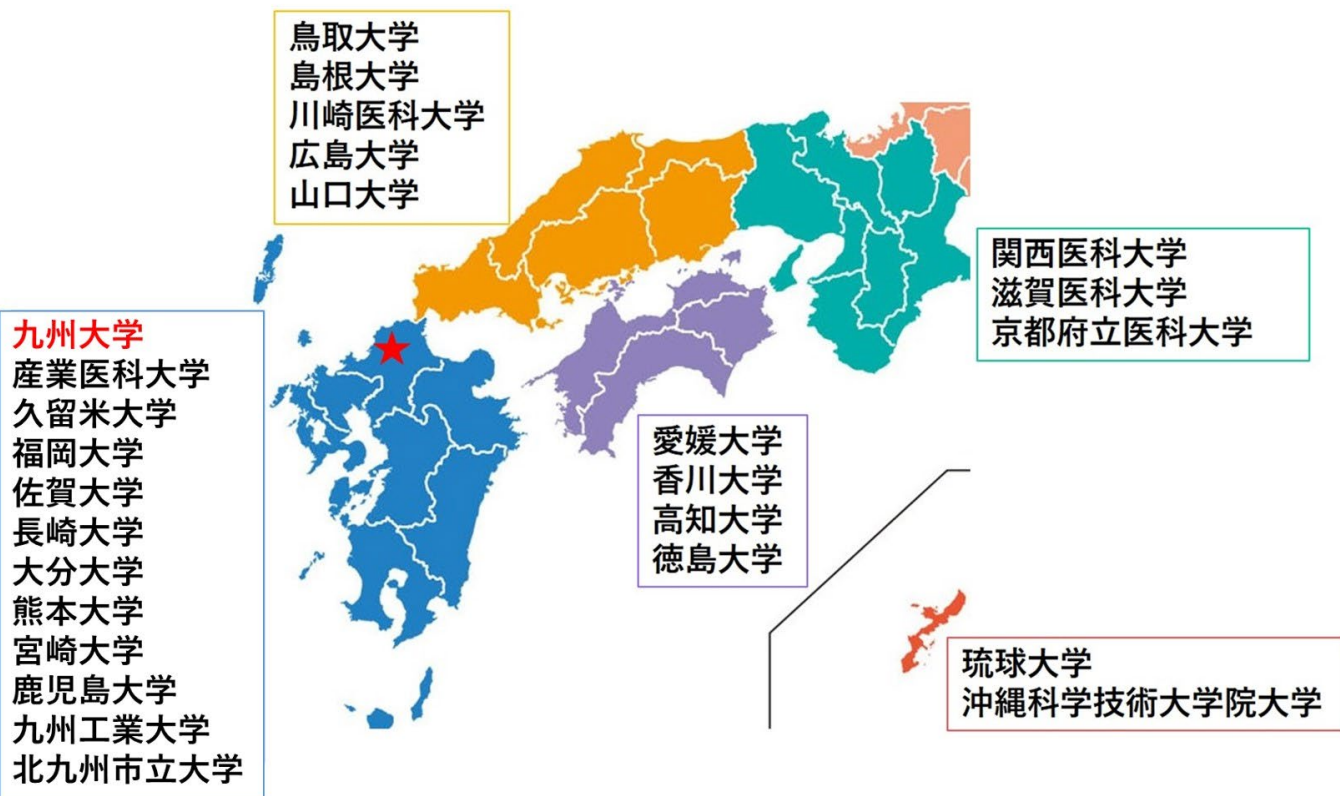 鳥取大学
島根大学
川崎医科大学
広島大学
山口大学
関西医科大学
滋賀医科大学
京都府立医科大学
九州大学
産業医科大学
久留米大学
福岡大学
佐賀大学
長崎大学
大分大学
熊本大学
宮崎大学
鹿児島大学
九州工業大学
北九州市立大学
愛媛大学
香川大学
高知大学
徳島大学
琉球大学
沖縄科学技術大学院大学